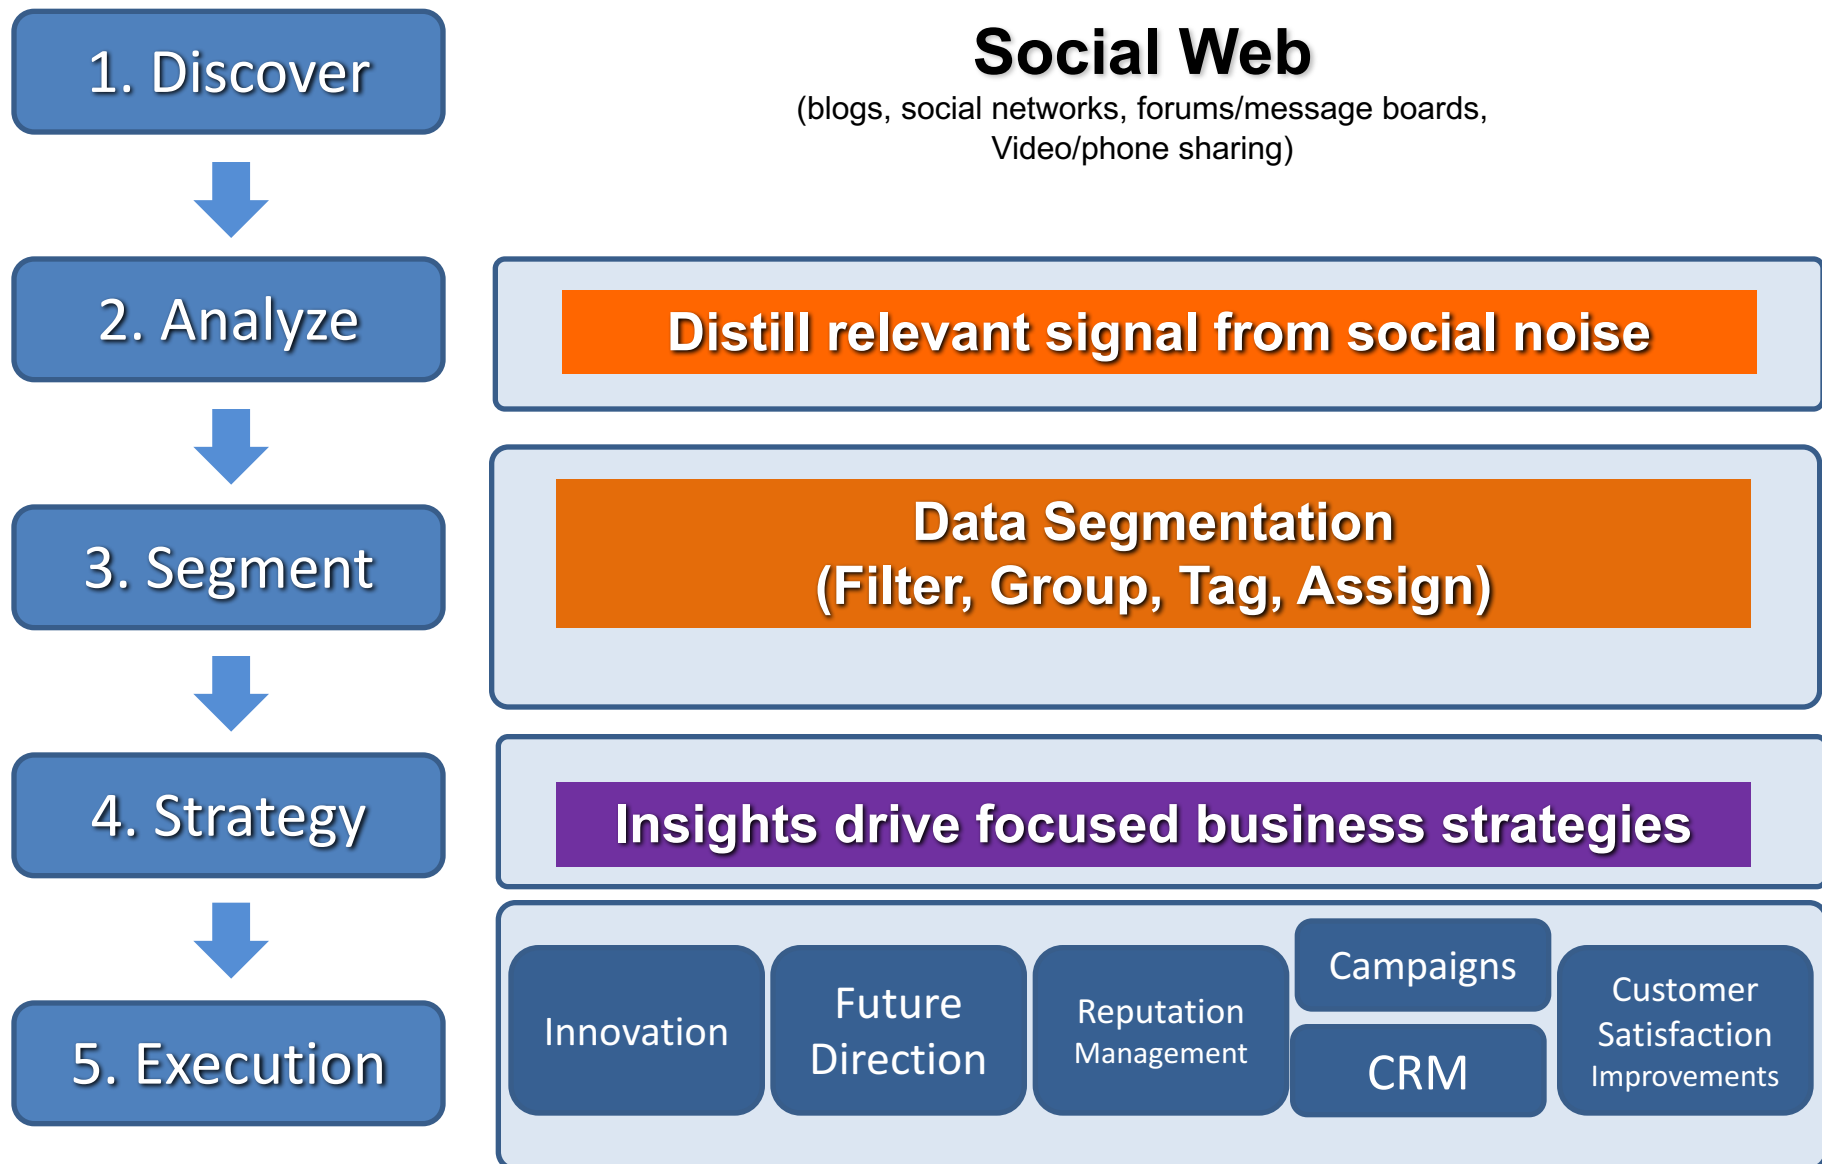 1. Discover
Social Web
(blogs, social networks, forums/message boards,
Video/phone sharing)
2. Analyze
Distill relevant signal from social noise
3. Segment
Data Segmentation
(Filter, Group, Tag, Assign)
4. Strategy
Insights drive focused business strategies
5. Execution
Innovation
Future
Direction
Reputation
Management
Campaigns
CRM
Customer
Satisfaction
Improvements